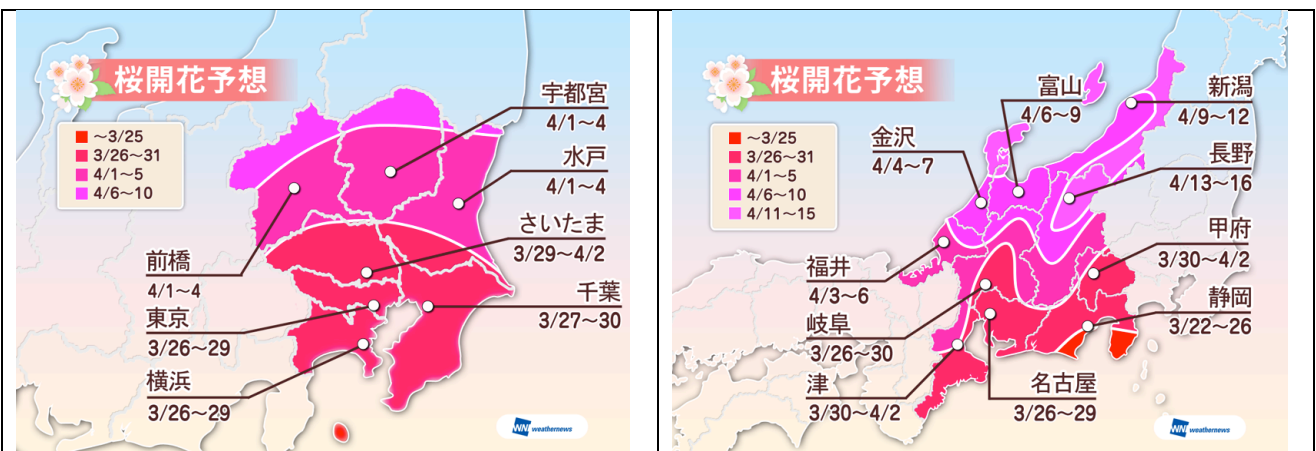 桜開花予想
～3/25
3/26～31
4/1～5
4/6～10
宇都宮
4/1～4
水戸
4/1～4
さいたま
3/29～4/2
千葉
3/27～30
前橋
4/1～4
東京
3/26～29
横浜
3/26～29
WNI weathernews
桜開花予想
～3/25
3/26～31
4/1～5
4/6～10
4/11～15
富山
4/6～9
新潟
4/9～12
金沢
4/4～7
長野
4/13～16
甲府
3/30～4/2
福井
4/3～6
静岡
3/22～26
岐阜
3/26～30
津
3/30～4/2
名古屋
3/26～29
WNI weathernews